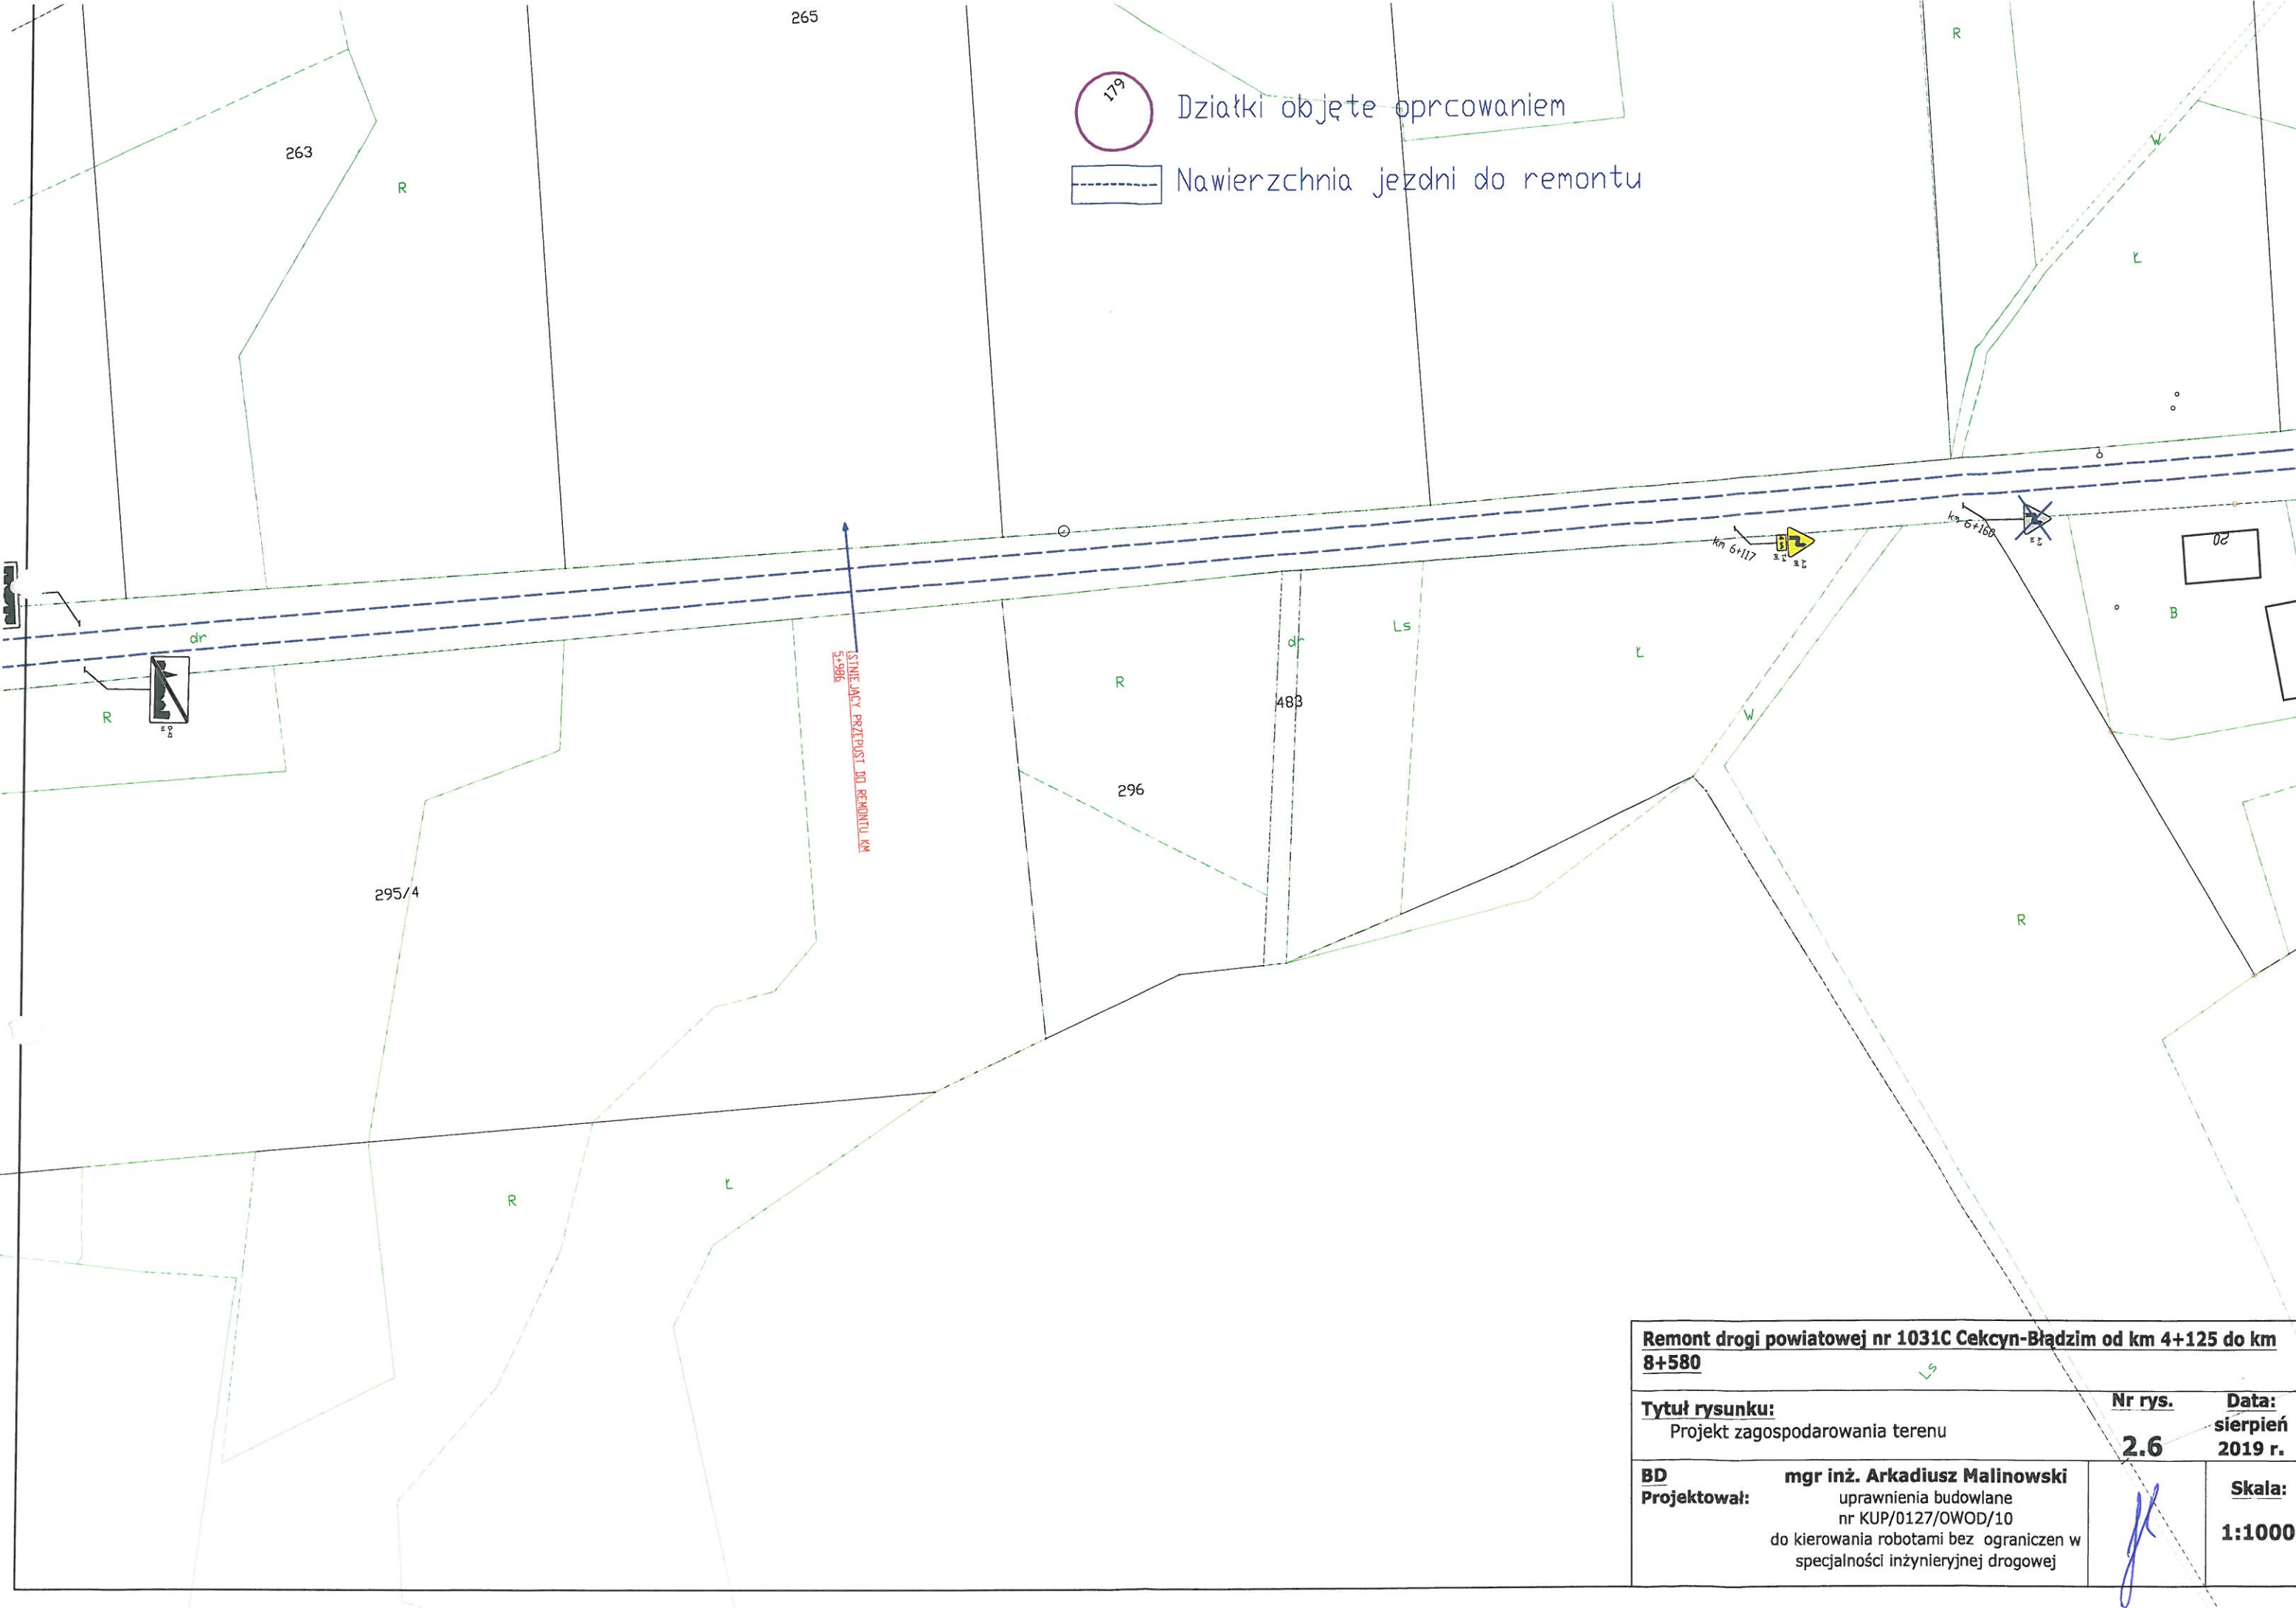 265
R
179
Działki objęte oprcowaniem
263
R
W
Nawierzchnia jezdni do remontu
Ł
km 6+117
km 6+160
20
dr
B
ISTNIEJĄCY PRZEPUST DO REMONTU KM
5+986
R
dr
Ls
Ł
R
483
W
296
295/4
R
R
Ł
Remont drogi powiatowej nr 1031C Cekcyn-Błądzim od km 4+125 do km
8+580
Ls
Tytuł rysunku:
Projekt zagospodarowania terenu
Nr rys.
2.6
Data:
sierpień
2019 r.
BD
Projektował:
mgr inż. Arkadiusz Malinowski
uprawnienia budowlane
nr KUP/0127/OWOD/10
do kierowania robotami bez ograniczen w
specjalności inżynieryjnej drogowej
Skala:
1:1000